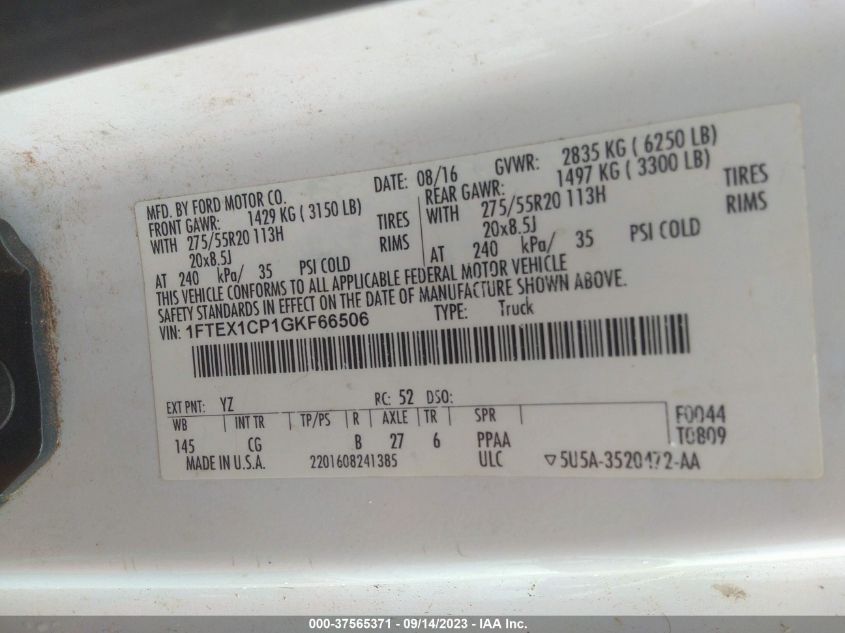 MFD. BY FORD MOTOR CO. DATE: 08/16 GVWR: 2835 KG ( 6250 LB)
FRONT GAWR: 1429 KG ( 3150 LB) REAR GAWR: 1497 KG ( 3300 LB)
WITH 275/55R20 113H TIRES WITH 275/55R20 113H TIRES
20x8.5J RIMS 20x8.5J RIMS
AT 240 kPa/ 35 PSI COLD AT 240 kPa/ 35 PSI COLD
THIS VEHICLE CONFORMS TO ALL APPLICABLE FEDERAL MOTOR VEHICLE
SAFETY STANDARDS IN EFFECT ON THE DATE OF MANUFACTURE SHOWN ABOVE.
VIN: 1FTEX1CP1GKF66506 TYPE: Truck
EXT PNT: YZ RC: 52 DSO:
WB INT TR TP/PS R AXLE TR SPR F0044
145 CG B 27 6 PPAA T0809
MADE IN U.S.A. 2201608241385 ULC ▽5U5A-3520472-AA
000-37565371 - 09/14/2023 - IAA Inc.